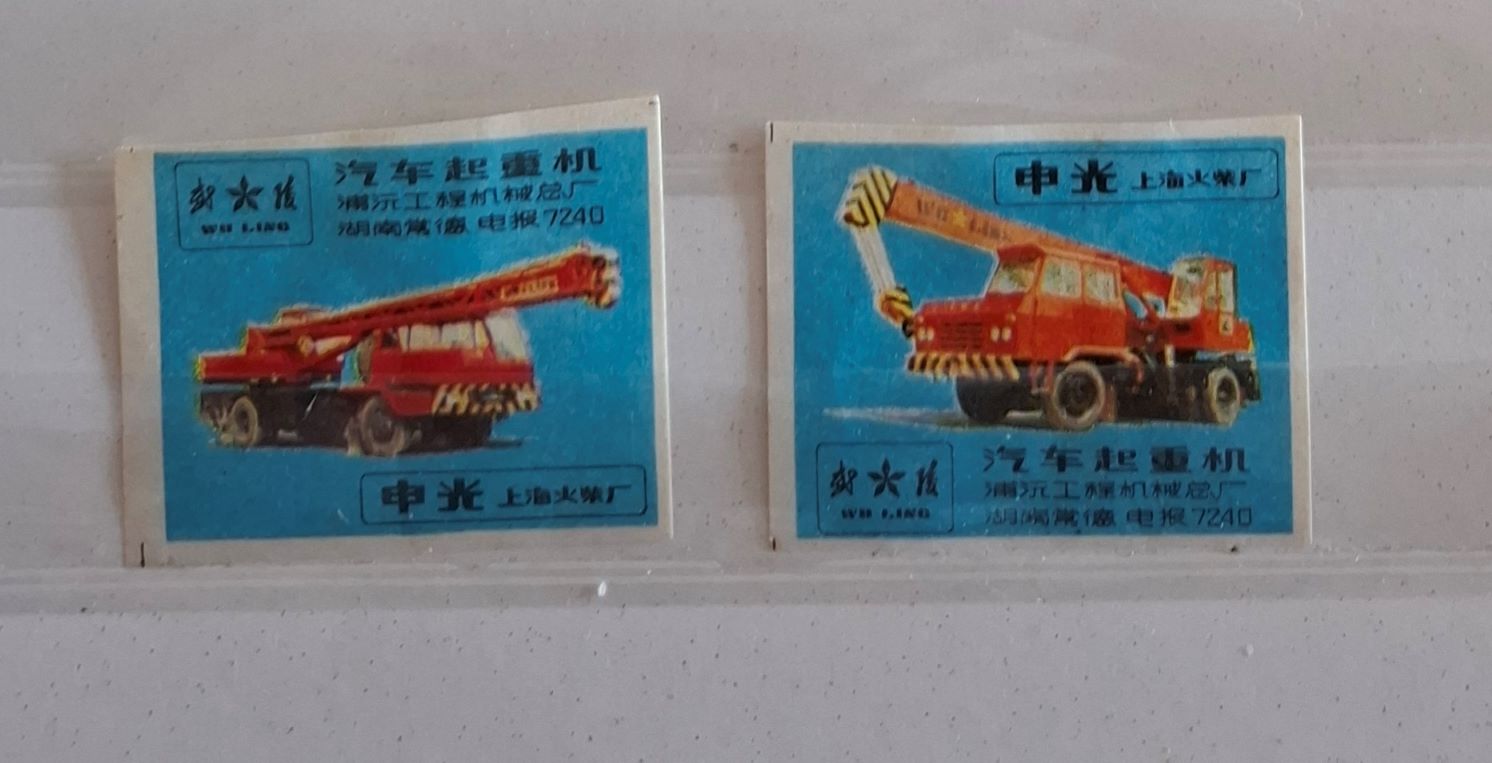 武陵
WU LING
汽车起重机
浦沅工程机械总厂
湖南常德 电报7240
申光 上海火柴厂
申光 上海火柴厂
WU LING
武陵
WU LING
汽车起重机
浦沅工程机械总厂
湖南常德 电报7240